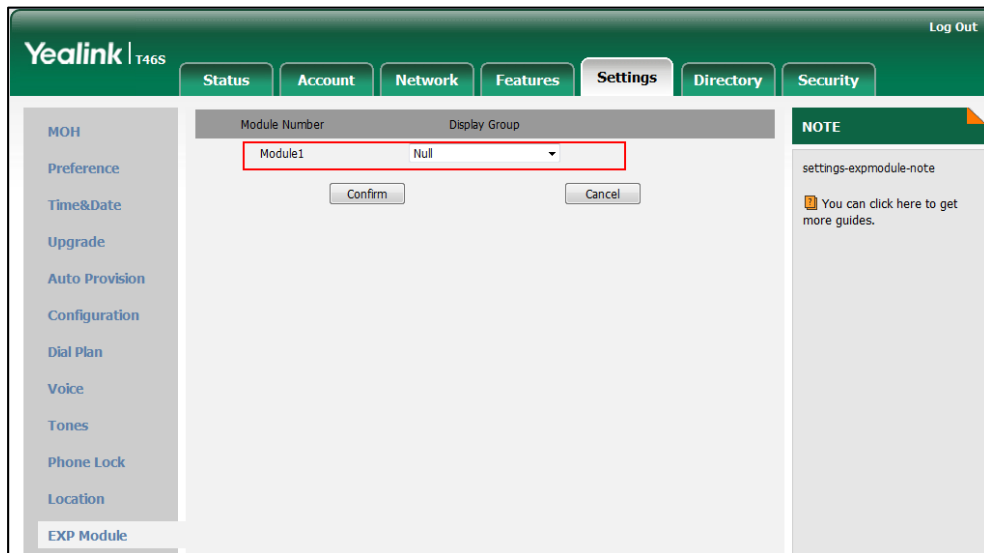 Log Out
Yealink T46S
Status Account Network Features Settings Directory Security
MOH
Preference
Time&Date
Upgrade
Auto Provision
Configuration
Dial Plan
Voice
Tones
Phone Lock
Location
EXP Module
Module Number Display Group
Module1 Null
Confirm Cancel
NOTE
settings-expmodule-note
You can click here to get
more guides.